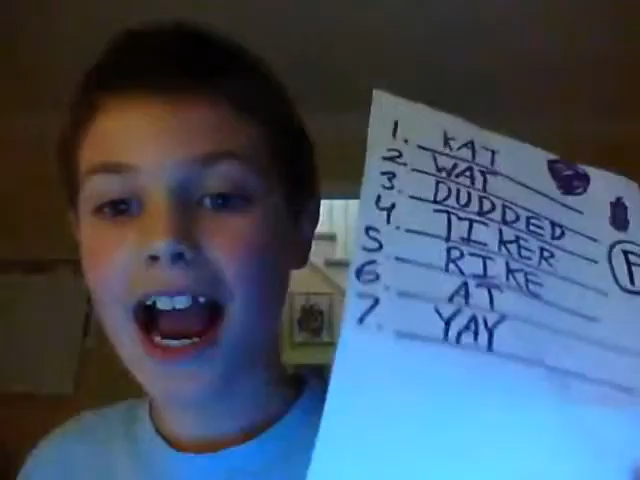 1. KAT
2. WAT
3. DUDDED
4. TIKER
5. RIKE
6. AT
7. YAY
F